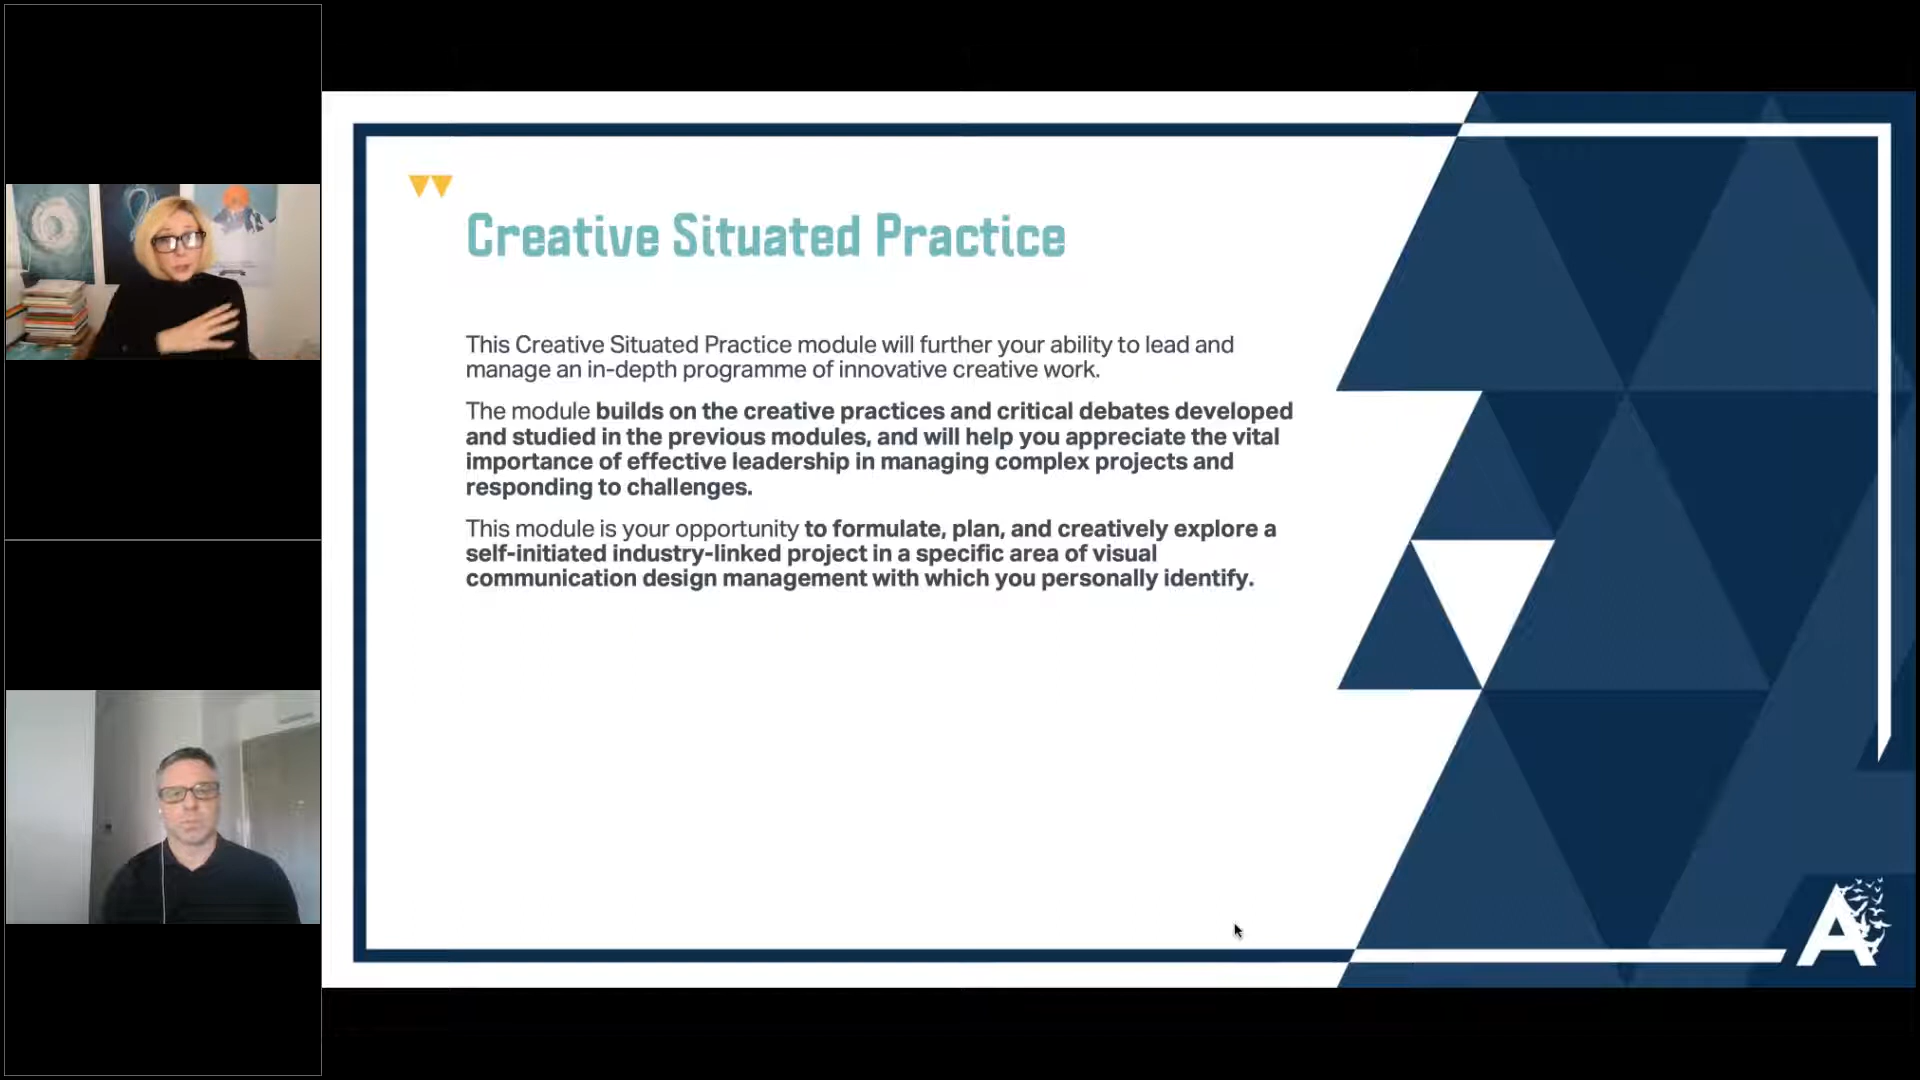 Creative Situated Practice
This Creative Situated Practice module will further your ability to lead and
manage an in-depth programme of innovative creative work.
The module builds on the creative practices and critical debates developed
and studied in the previous modules, and will help you appreciate the vital
importance of effective leadership in managing complex projects and
responding to challenges.
This module is your opportunity to formulate, plan, and creatively explore a
self-initiated industry-linked project in a specific area of visual
communication design management with which you personally identify.
A